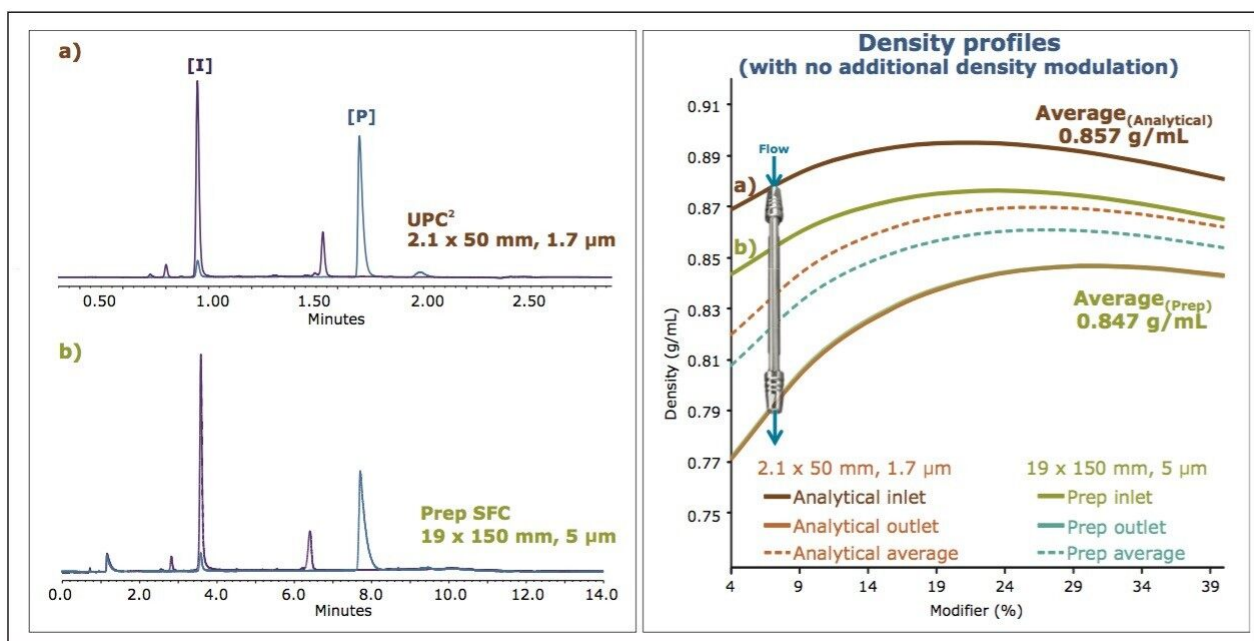 a)
[I]
[P]
UPC²
2.1 x 50 mm, 1.7 µm
0.50 1.00 1.50 2.00 2.50
Minutes
b)
Prep SFC
19 x 150 mm, 5 µm
0.0 2.0 4.0 6.0 8.0 10.0 12.0 14.0
Minutes
Density profiles
(with no additional density modulation)
Density (g/mL)
0.91
0.89
0.87
0.85
0.83
0.81
0.79
0.77
0.75
Average(Analytical)
0.857 g/mL
Flow
a)
b)
Average(Prep)
0.847 g/mL
2.1 x 50 mm, 1.7 µm
Analytical inlet
Analytical outlet
Analytical average
19 x 150 mm, 5 µm
Prep inlet
Prep outlet
Prep average
4 9 14 19 24 29 34 39
Modifier (%)